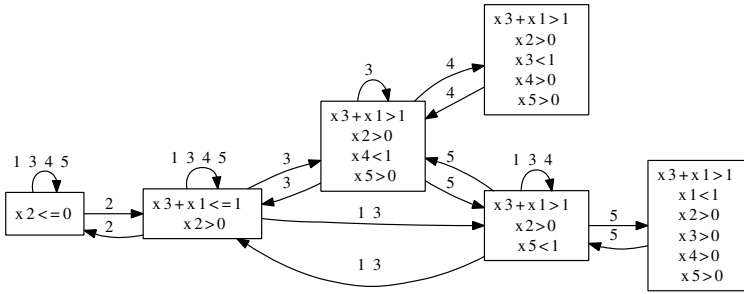 x3+x1>1
x2>0
x3<1
x4>0
x5>0
4
4
3
x3+x1>1
x2>0
x4<1
x5>0
1 3 4 5
x2<=0
2
2
1 3 4 5
x3+x1<=1
x2>0
3
3
5
5
1 3 4
x3+x1>1
x2>0
x5<1
1 3
1 3
5
5
x3+x1>1
x1<1
x2>0
x3>0
x4>0
x5>0